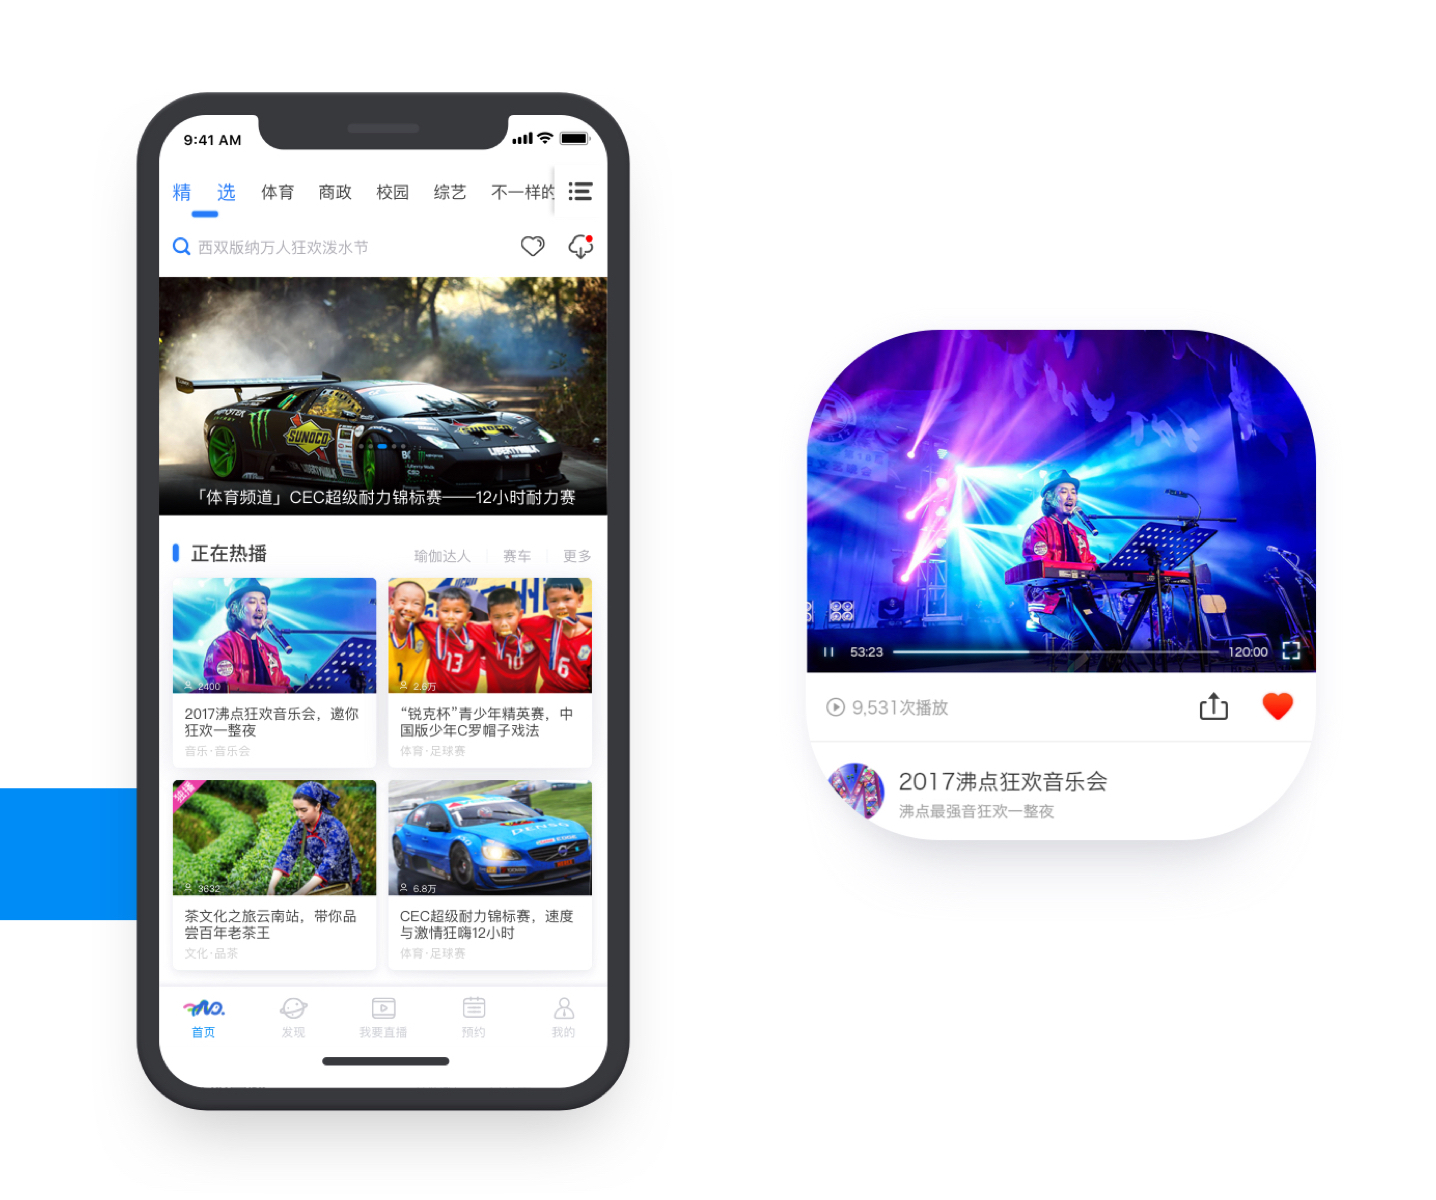 9:41 AM
精 选 体育 商政 校园 综艺 不一样的
西双版纳万人狂欢泼水节
MONSTER
ENERGY
SUNOCO
LIBERTY WALK
「体育频道」CEC超级耐力锦标赛——12小时耐力赛
正在热播
瑜伽达人 赛车 更多
2400
2.6万
13
10
6
1
2017沸点狂欢音乐会，邀你
狂欢一整夜
音乐·音乐会
“锐克杯”青少年精英赛，中
国版少年C罗帽子戏法
体育·足球赛
独播
3632
DENSO
6.8万
茶文化之旅云南站，带你品
尝百年老茶王
文化·品茶
CEC超级耐力锦标赛，速度
与激情狂嗨12小时
体育·足球赛
首页 发现 我要直播 预约 我的
53:23
120:00
9,531次播放
2017沸点狂欢音乐会
沸点最强音狂欢一整夜